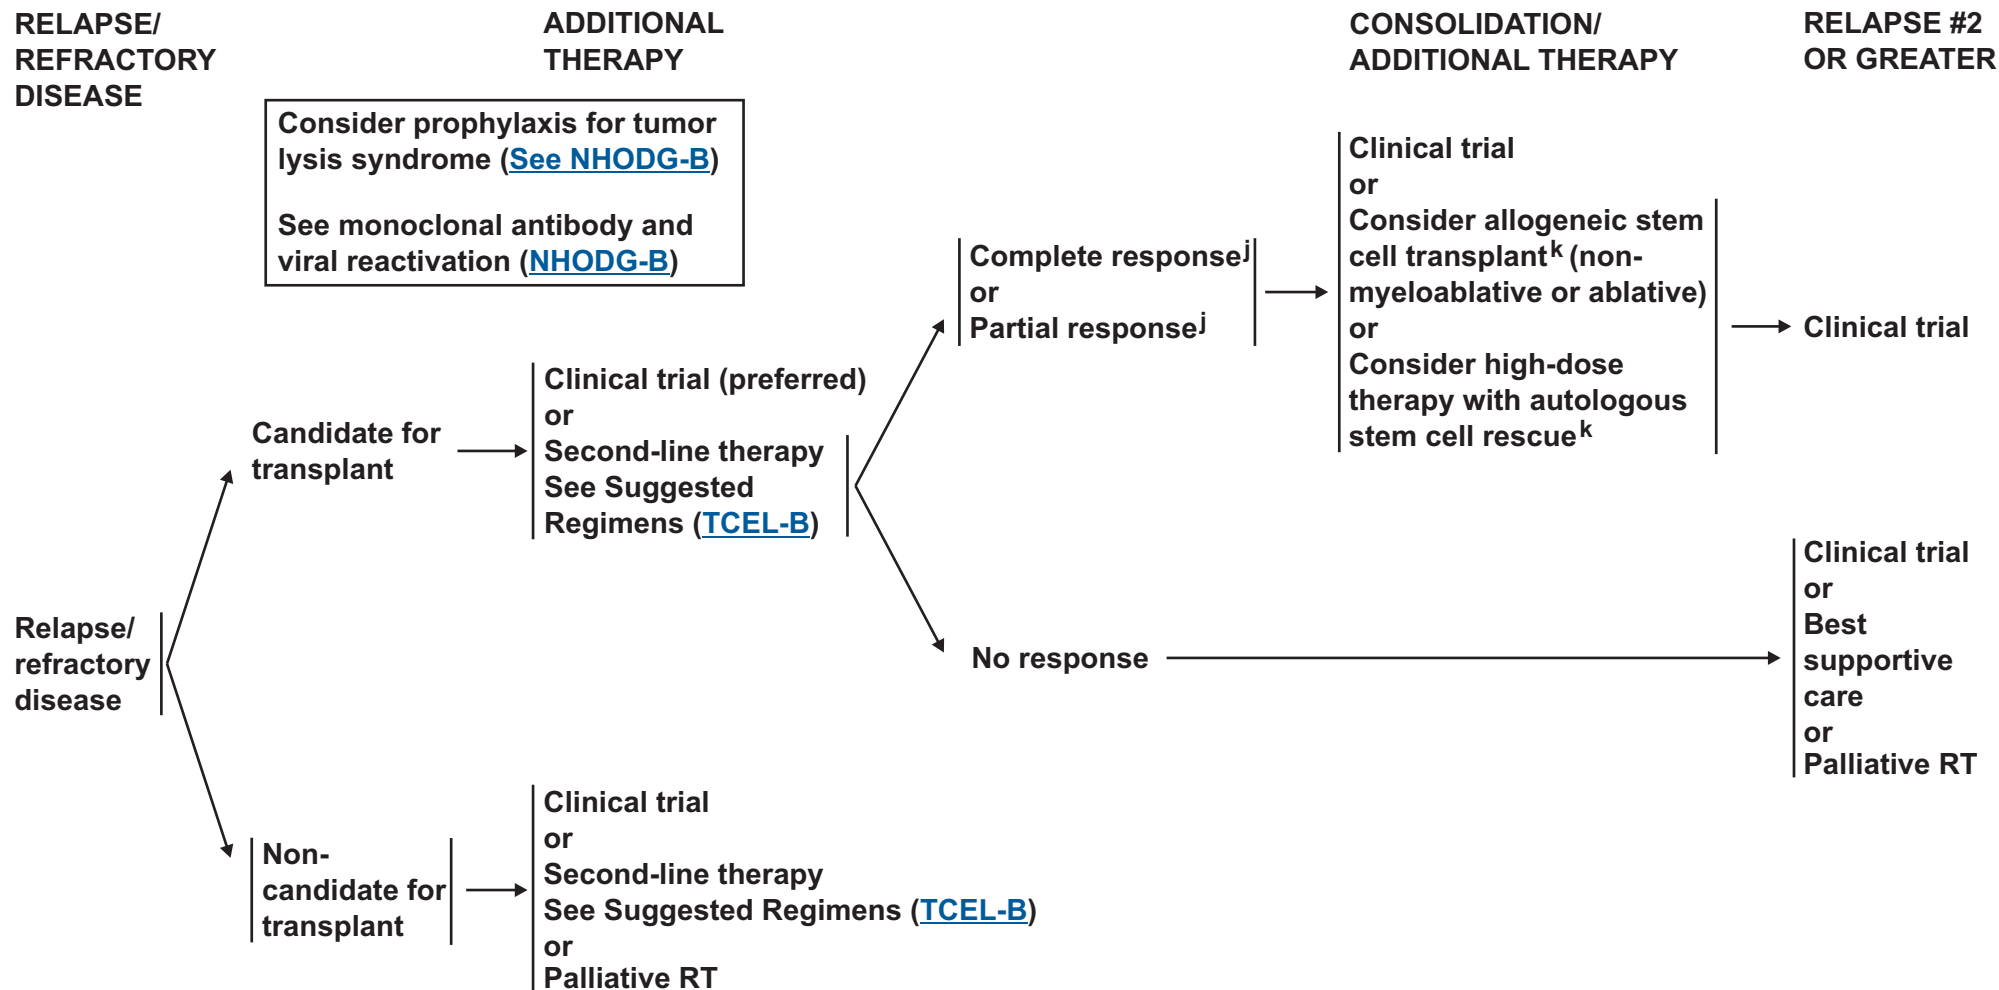 RELAPSE/
REFRACTORY
DISEASE
ADDITIONAL
THERAPY
CONSOLIDATION/
ADDITIONAL THERAPY
RELAPSE #2
OR GREATER
Consider prophylaxis for tumor
lysis syndrome (See NHODG-B)
See monoclonal antibody and
viral reactivation (NHODG-B)
Relapse/
refractory
disease
Candidate for
transplant
Clinical trial (preferred)
or
Second-line therapy
See Suggested
Regimens (TCEL-B)
Complete responseʲ
or
Partial responseʲ
Clinical trial
or
Consider allogeneic stem
cell transplantᵏ (non-
myeloablative or ablative)
or
Consider high-dose
therapy with autologous
stem cell rescueᵏ
Clinical trial
No response
Clinical trial
or
Best
supportive
care
or
Palliative RT
Non-
candidate for
transplant
Clinical trial
or
Second-line therapy
See Suggested Regimens (TCEL-B)
or
Palliative RT